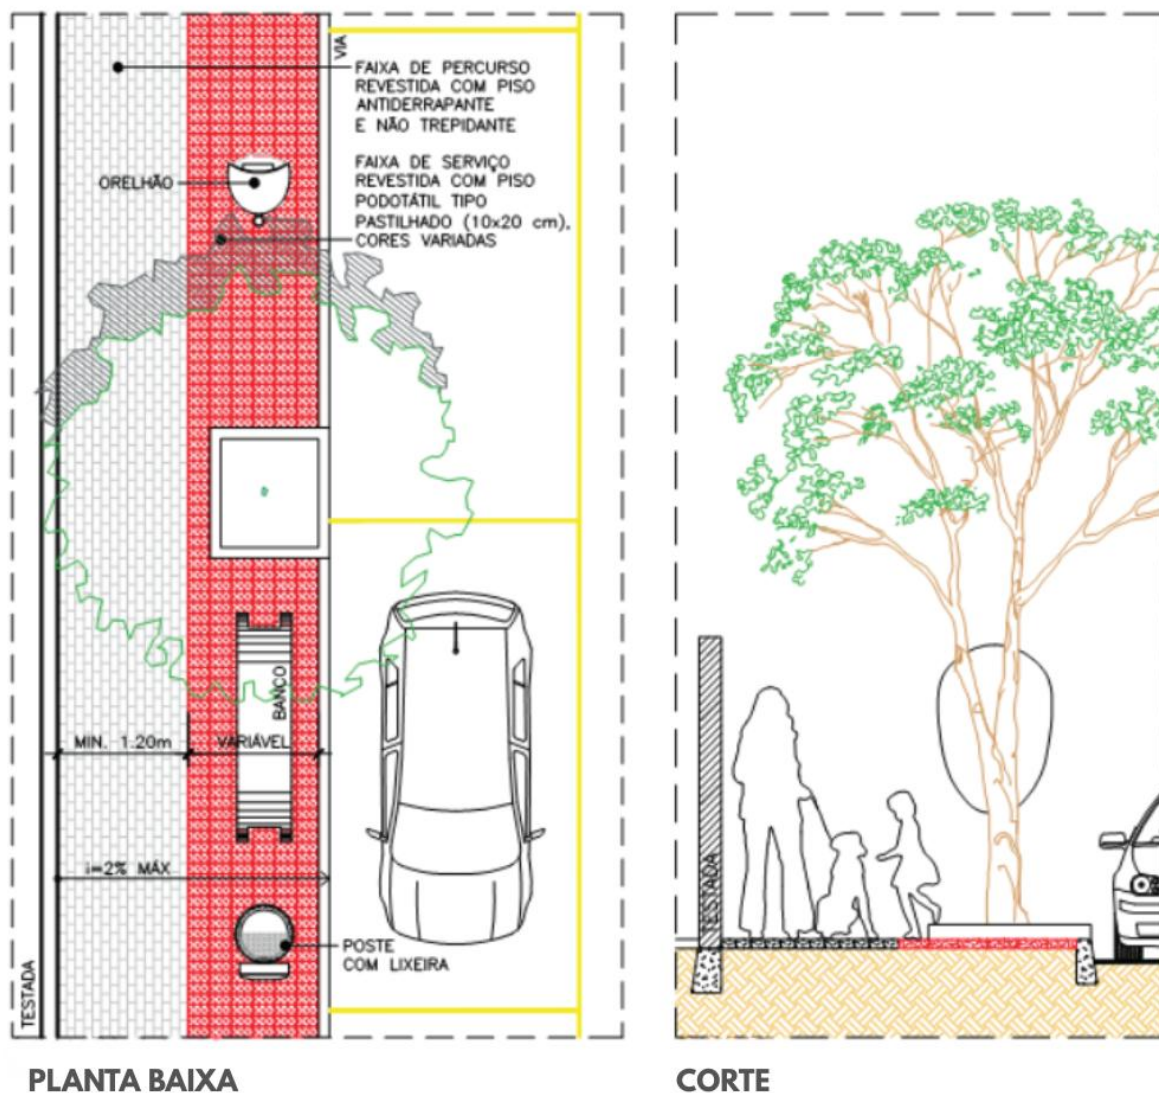 VIA
FAIXA DE PERCURSO
REVESTIDA COM PISO
ANTIDERRAPANTE
E NÃO TREPIDANTE
ORELHÃO
FAIXA DE SERVIÇO
REVESTIDA COM PISO
PODOTÁTIL TIPO
PASTILHADO (10x20 cm),
CORES VARIADAS
BANCO
MIN. 1.20m
VARIÁVEL
i=2% MÁX
POSTE
COM LIXEIRA
TESTADA
TESTADA
PLANTA BAIXA
CORTE